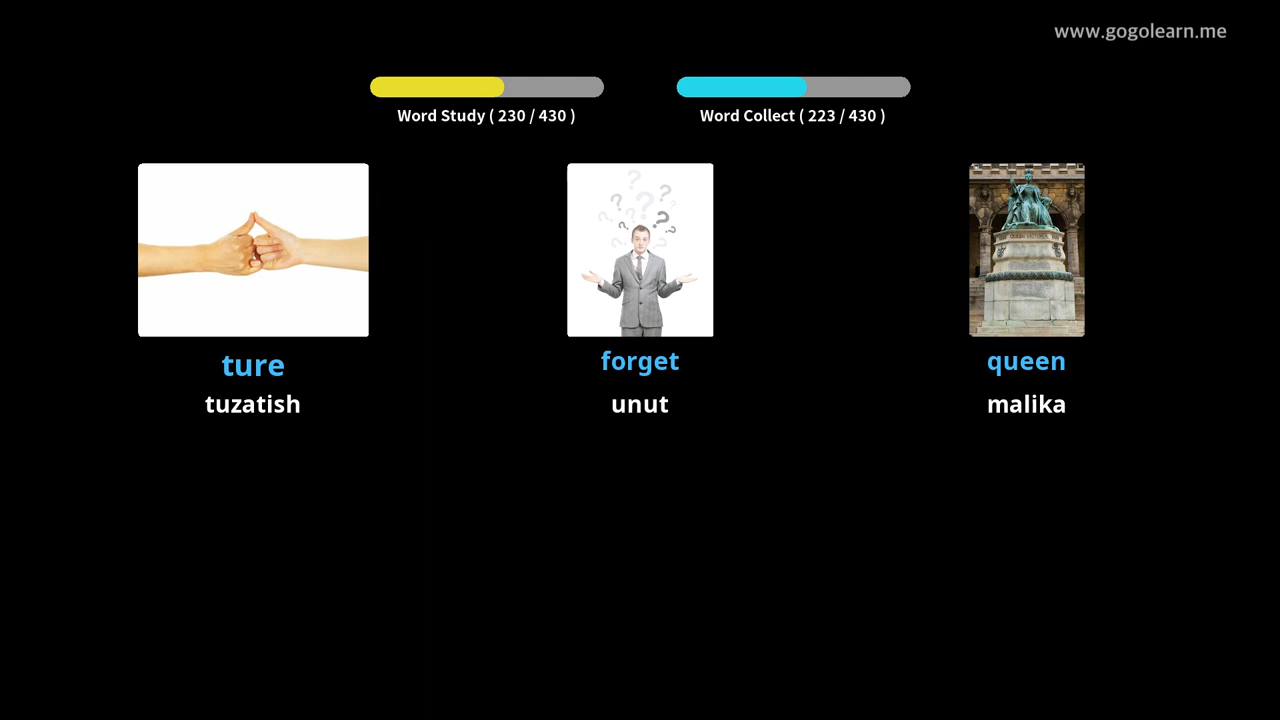 www.gogolearn.me
Word Study ( 230 / 430 )
Word Collect ( 223 / 430 )
ture
forget
queen
tuzatish
unut
malika